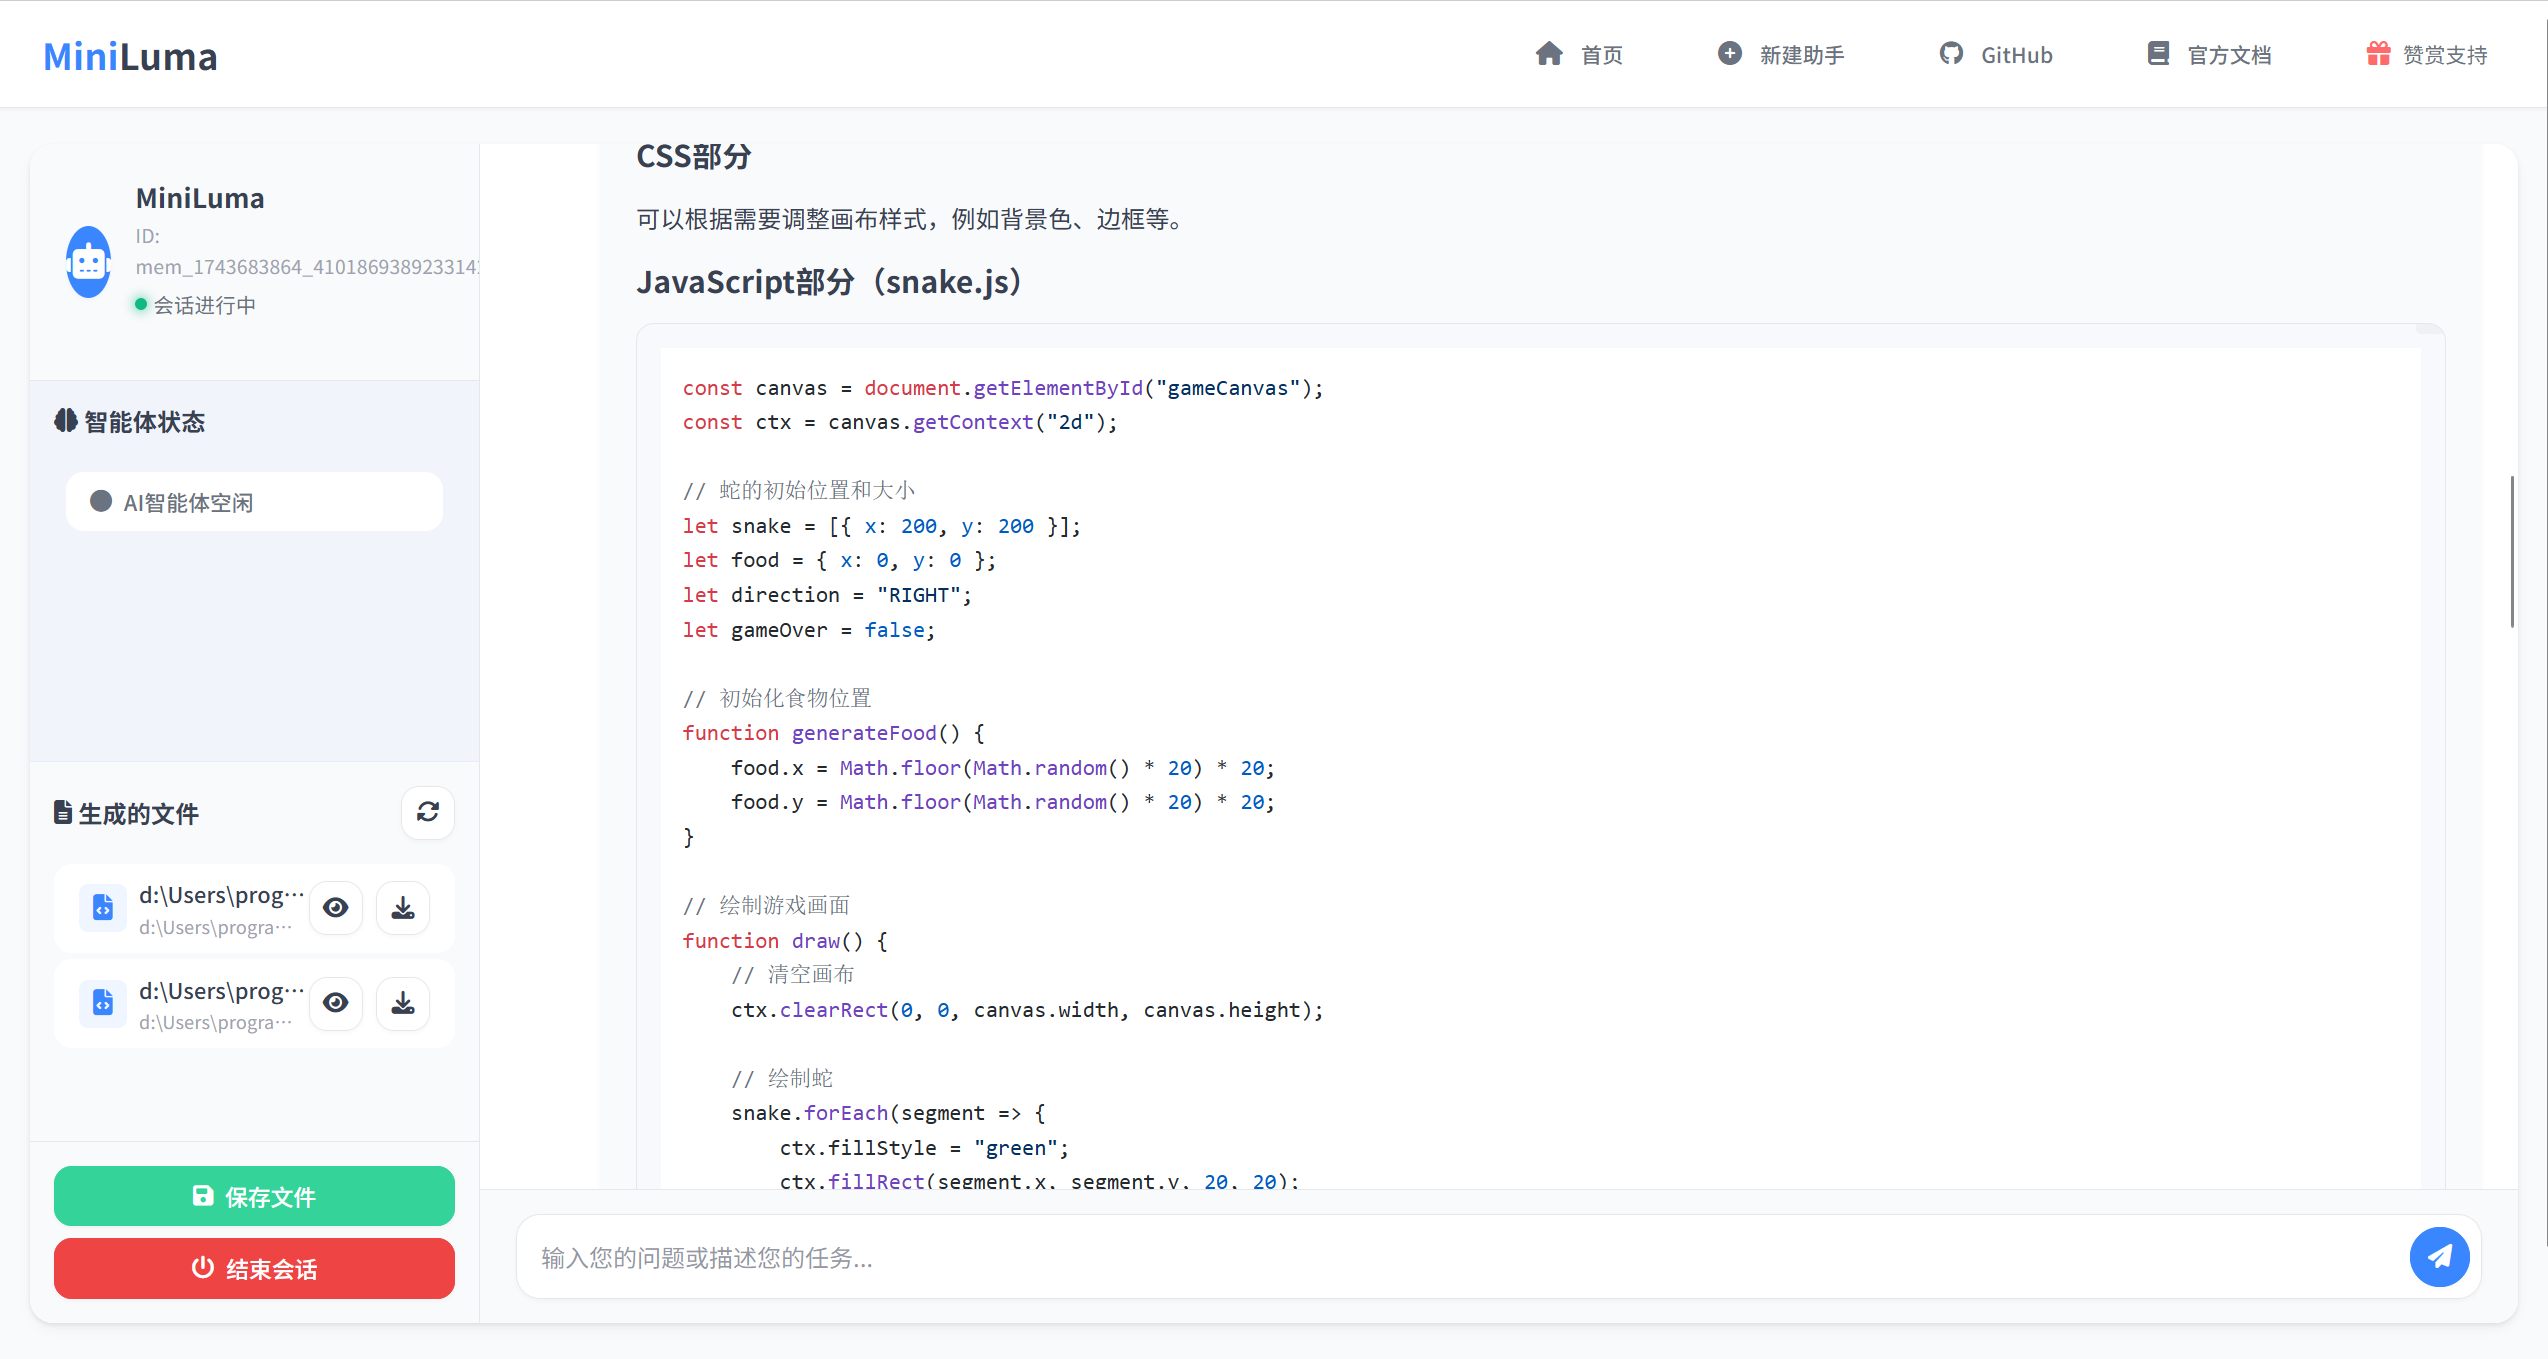 MiniLuma
首页
新建助手
GitHub
官方文档
赞赏支持
MiniLuma
ID:
mem_1743683864_410186938923314
会话进行中
智能体状态
AI智能体空闲
生成的文件
d:\Users\prog…
d:\Users\progra…
d:\Users\prog…
d:\Users\progra…
保存文件
结束会话
CSS部分
可以根据需要调整画布样式，例如背景色、边框等。
JavaScript部分（snake.js）
const canvas = document.getElementById("gameCanvas");
const ctx = canvas.getContext("2d");
// 蛇的初始位置和大小
let snake = [{ x: 200, y: 200 }];
let food = { x: 0, y: 0 };
let direction = "RIGHT";
let gameOver = false;
// 初始化食物位置
function generateFood() {
    food.x = Math.floor(Math.random() * 20) * 20;
    food.y = Math.floor(Math.random() * 20) * 20;
}
// 绘制游戏画面
function draw() {
    // 清空画布
    ctx.clearRect(0, 0, canvas.width, canvas.height);
    // 绘制蛇
    snake.forEach(segment => {
        ctx.fillStyle = "green";
        ctx.fillRect(segment.x, segment.y, 20, 20);
输入您的问题或描述您的任务...